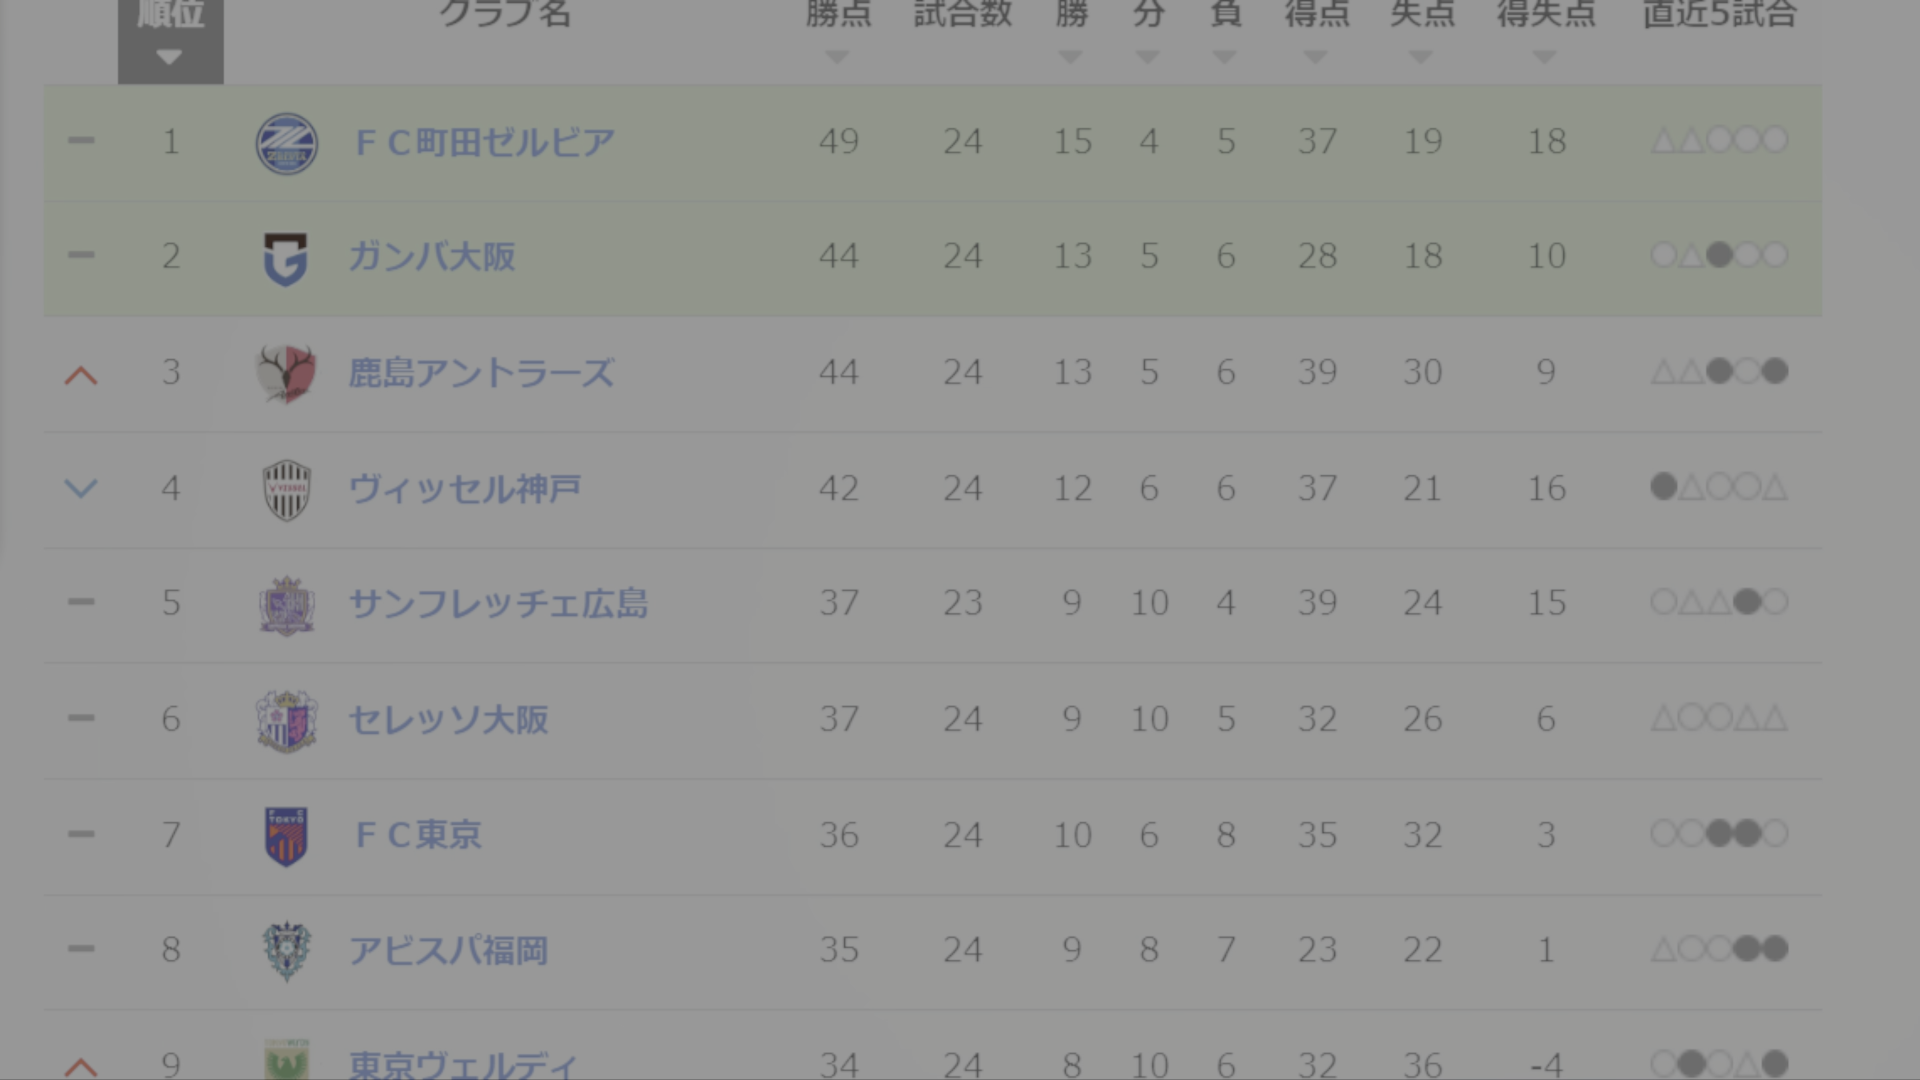 順位 クラブ名 勝点 試合数 勝 分 負 得点 失点 得失点 直近5試合
1 ＦＣ町田ゼルビア 49 24 15 4 5 37 19 18 △△○○○
2 ガンバ大阪 44 24 13 5 6 28 18 10 ○△●○○
3 鹿島アントラーズ 44 24 13 5 6 39 30 9 △△●○●
4 ヴィッセル神戸 42 24 12 6 6 37 21 16 ●△○○△
5 サンフレッチェ広島 37 23 9 10 4 39 24 15 ○△△●○
6 セレッソ大阪 37 24 9 10 5 32 26 6 △○○△△
7 ＦＣ東京 36 24 10 6 8 35 32 3 ○○●●○
8 アビスパ福岡 35 24 9 8 7 23 22 1 △○○●●
9 東京ヴェルディ 34 24 8 10 6 32 36 -4 ○●○△●